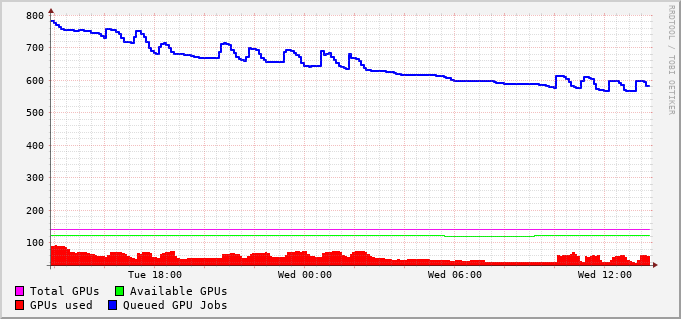 800
700
600
500
400
300
200
100
Tue 18:00 Wed 00:00 Wed 06:00 Wed 12:00
Total GPUs Available GPUs
GPUs used Queued GPU Jobs
RRDTOOL / TOBI OETIKER